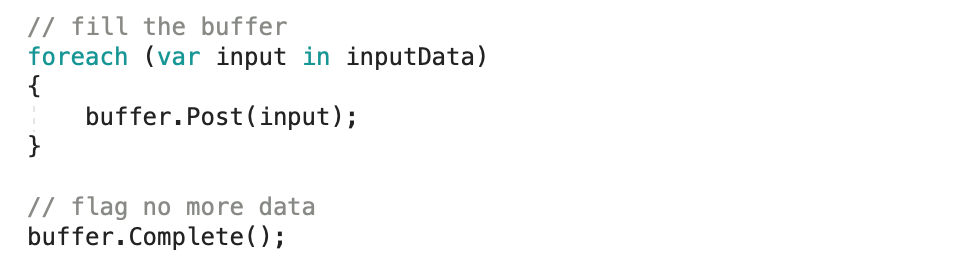 // fill the buffer
foreach (var input in inputData)
{
    buffer.Post(input);
}

// flag no more data
buffer.Complete();